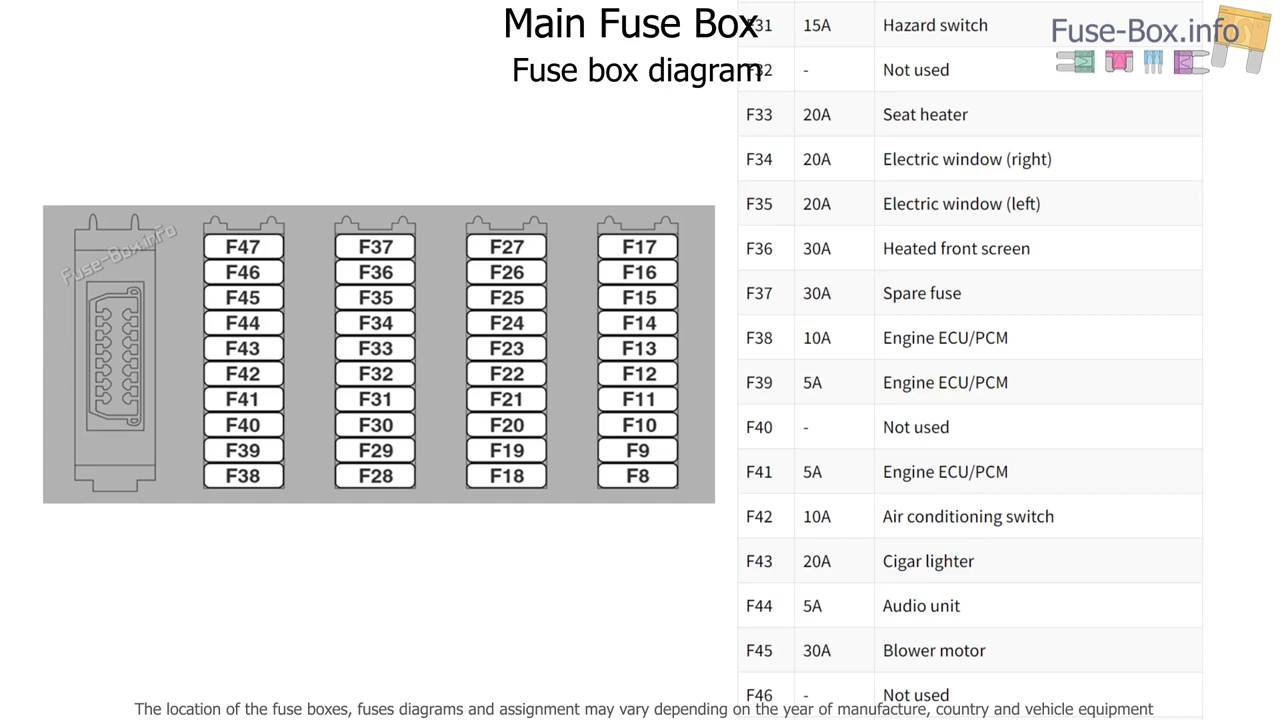 Main Fuse Box
Fuse box diagram
Fuse-Box.info
Fuse-Box.info
F47 F37 F27 F17
F46 F36 F26 F16
F45 F35 F25 F15
F44 F34 F24 F14
F43 F33 F23 F13
F42 F32 F22 F12
F41 F31 F21 F11
F40 F30 F20 F10
F39 F29 F19 F9
F38 F28 F18 F8
F31 15A Hazard switch
F32 - Not used
F33 20A Seat heater
F34 20A Electric window (right)
F35 20A Electric window (left)
F36 30A Heated front screen
F37 30A Spare fuse
F38 10A Engine ECU/PCM
F39 5A Engine ECU/PCM
F40 - Not used
F41 5A Engine ECU/PCM
F42 10A Air conditioning switch
F43 20A Cigar lighter
F44 5A Audio unit
F45 30A Blower motor
F46 - Not used
The location of the fuse boxes, fuses diagrams and assignment may vary depending on the year of manufacture, country and vehicle equipment